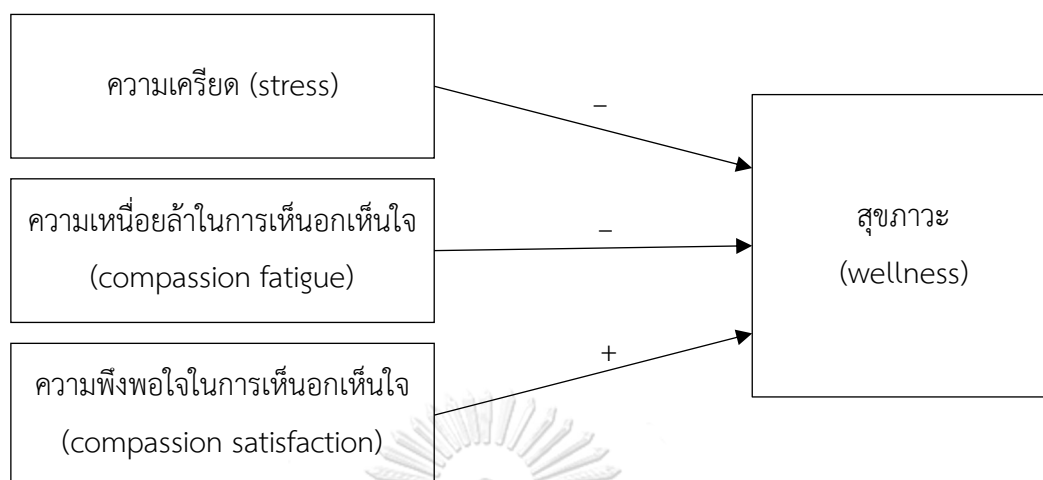 ความเครียด (stress)
–
ความเหนื่อยล้าในการเห็นอกเห็นใจ
(compassion fatigue)
–
ความพึงพอใจในการเห็นอกเห็นใจ
(compassion satisfaction)
+
สุขภาวะ
(wellness)